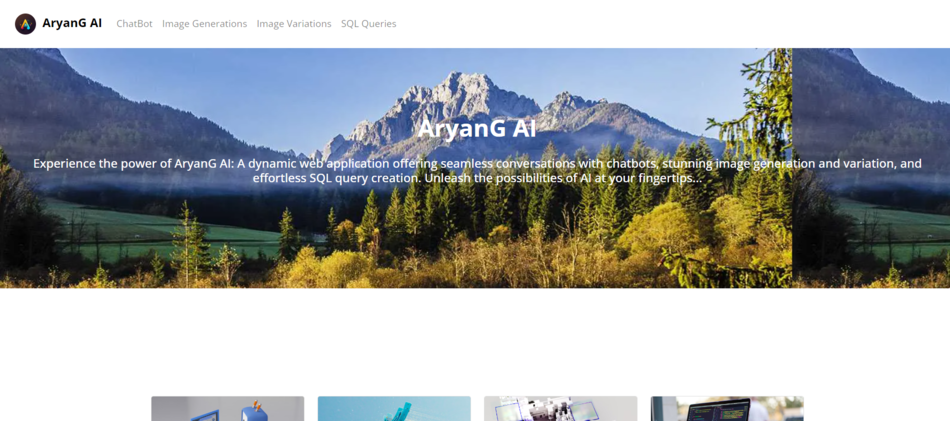 AryanG AI ChatBot Image Generations Image Variations SQL Queries
AryanG AI
Experience the power of AryanG AI: A dynamic web application offering seamless conversations with chatbots, stunning image generation and variation, and
effortless SQL query creation. Unleash the possibilities of AI at your fingertips...